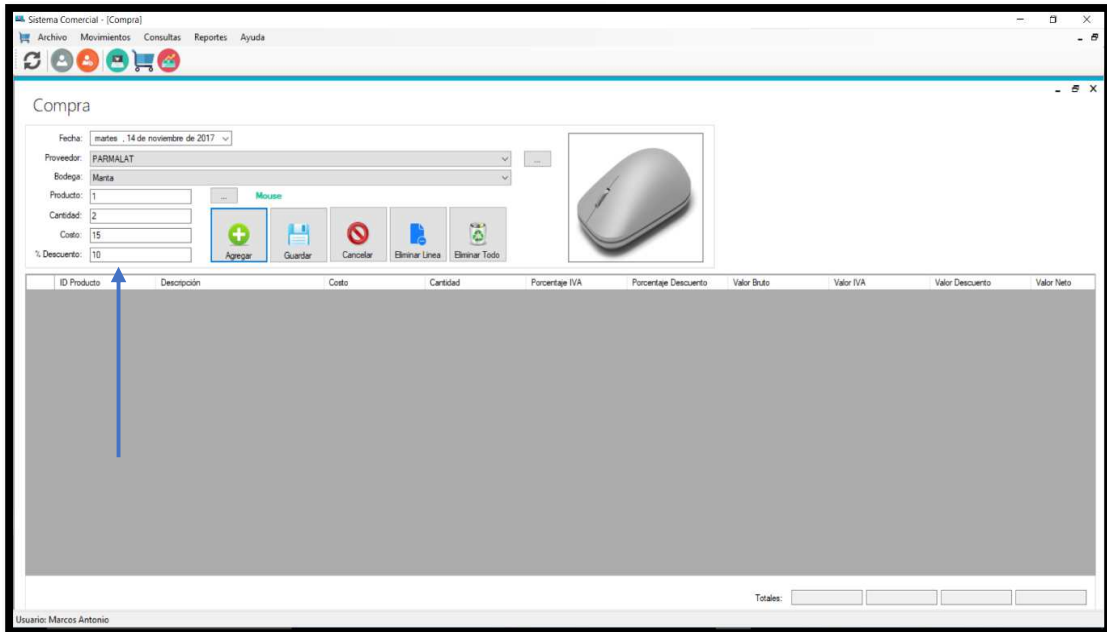 Sistema Comercial - [Compra]
Archivo Movimientos Consultas Reportes Ayuda
Compra
Fecha: martes , 14 de noviembre de 2017
Proveedor: PARMALAT ...
Bodega: Manta
Producto: 1 ... Mouse
Cantidad: 2
Costo: 15
% Descuento: 10
Agregar Guardar Cancelar Eliminar Linea Eliminar Todo
ID Producto Descripción Costo Cantidad Porcentaje IVA Porcentaje Descuento Valor Bruto Valor IVA Valor Descuento Valor Neto
Totales:
Usuario: Marcos Antonio